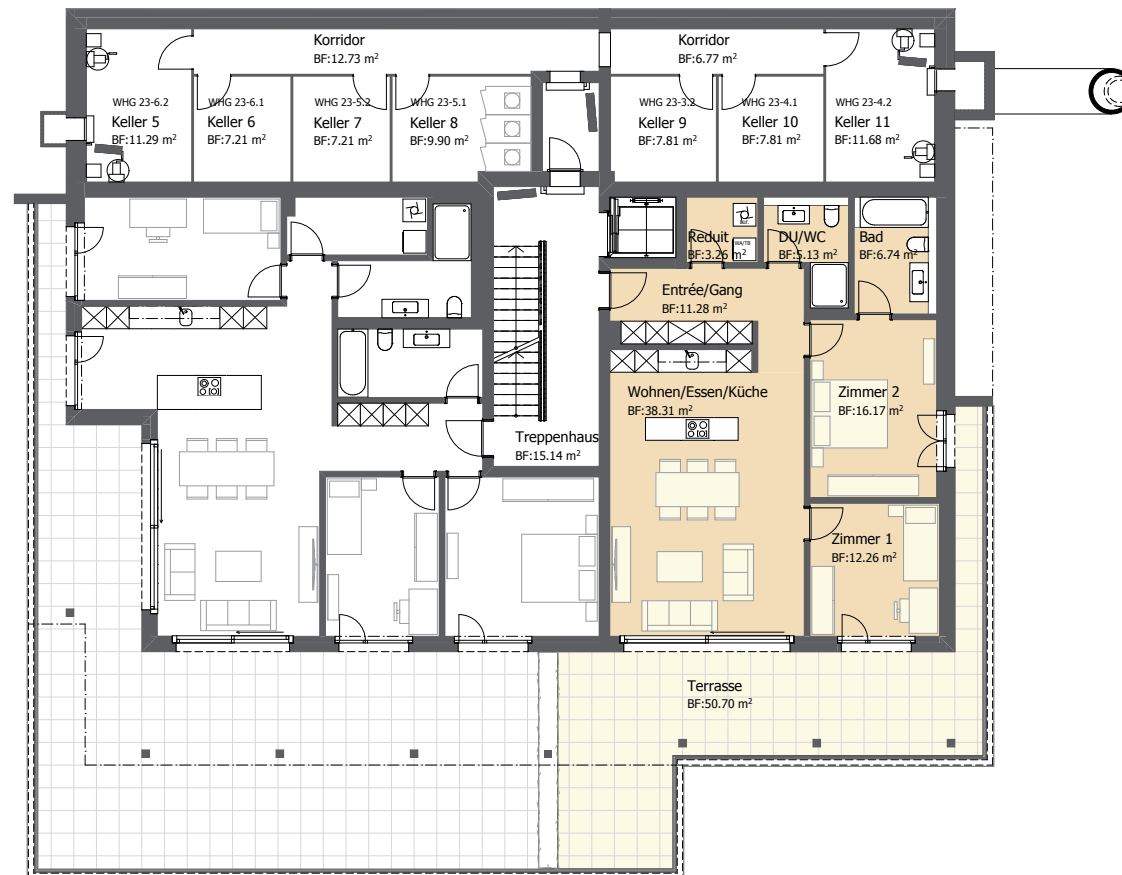 Korridor
BF:12.73 m²
Korridor
BF:6.77 m²
WHG 23-6.2
Keller 5
BF:11.29 m²
WHG 23-6.1
Keller 6
BF:7.21 m²
WHG 23-5.2
Keller 7
BF:7.21 m²
WHG 23-5.1
Keller 8
BF:9.90 m²
WHG 23-3.2
Keller 9
BF:7.81 m²
WHG 23-4.1
Keller 10
BF:7.81 m²
WHG 23-4.2
Keller 11
BF:11.68 m²
Reduit
BF:3.26 m²
WA/TB
DU/WC
BF:5.13 m²
Bad
BF:6.74 m²
Entrée/Gang
BF:11.28 m²
Wohnen/Essen/Küche
BF:38.31 m²
Zimmer 2
BF:16.17 m²
Treppenhaus
BF:15.14 m²
Zimmer 1
BF:12.26 m²
Terrasse
BF:50.70 m²